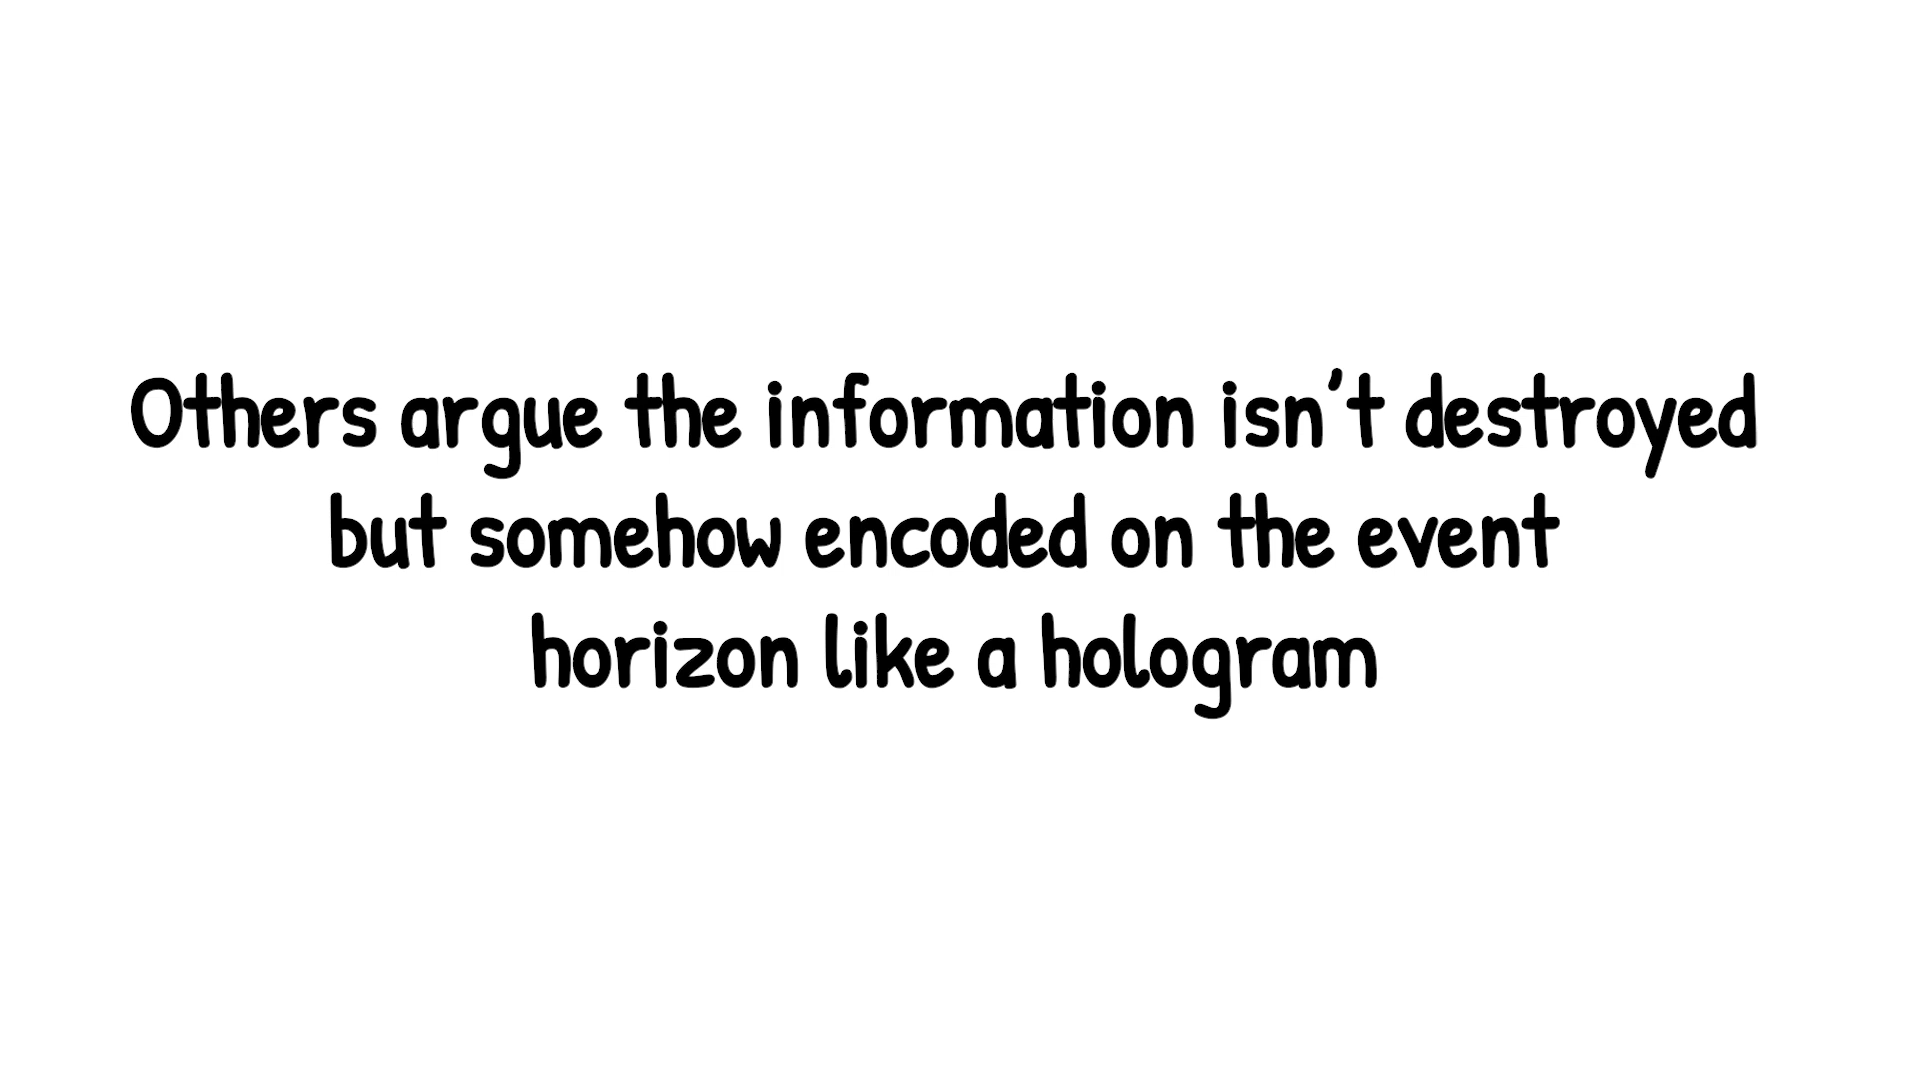 Others argue the information isn't destroyed
but somehow encoded on the event
horizon like a hologram